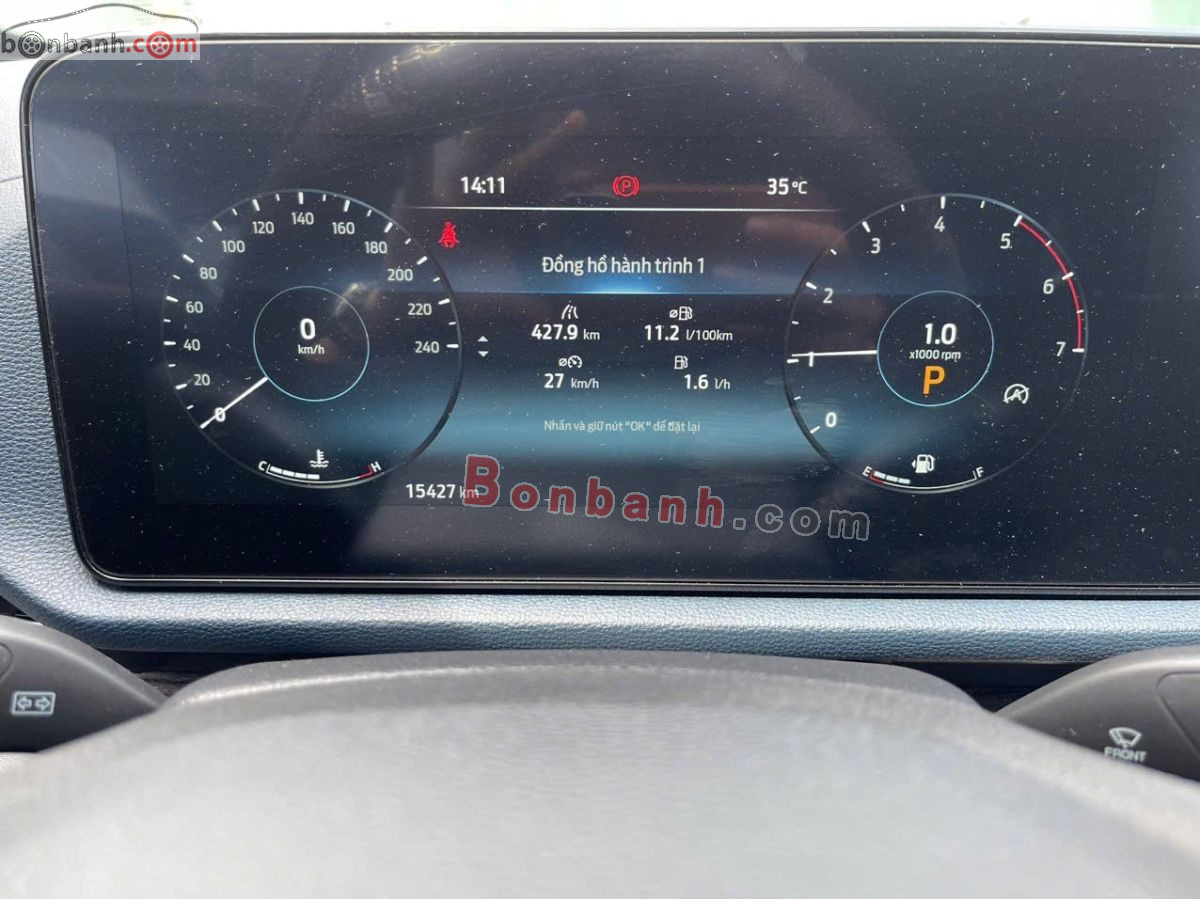 bonbanh.com
14:11
35 °C
0
20
40
60
80
100
120
140
160
180
200
220
240
0
km/h
C
H
Đồng hồ hành trình 1
427.9 km
11.2 l/100km
27 km/h
1.6 l/h
Nhấn và giữ nút "OK" để đặt lại
15427 km
Bonbanh.com
0
1
2
3
4
5
6
7
1.0
x1000 rpm
P
A
E
F
FRONT